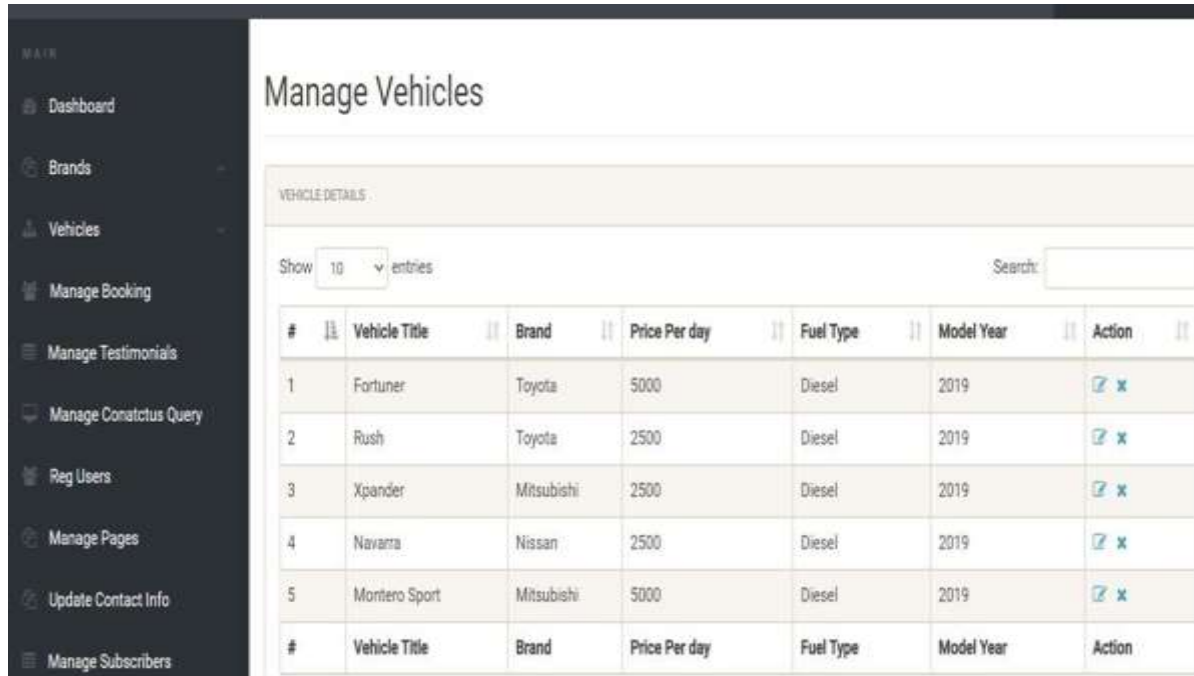 MAIN
Dashboard
Brands
Vehicles
Manage Booking
Manage Testimonials
Manage Conatctus Query
Reg Users
Manage Pages
Update Contact Info
Manage Subscribers
Manage Vehicles
VEHICLE DETAILS
Show 10 entries
Search:
# Vehicle Title Brand Price Per day Fuel Type Model Year Action
1 Fortuner Toyota 5000 Diesel 2019
2 Rush Toyota 2500 Diesel 2019
3 Xpander Mitsubishi 2500 Diesel 2019
4 Navarra Nissan 2500 Diesel 2019
5 Montero Sport Mitsubishi 5000 Diesel 2019
# Vehicle Title Brand Price Per day Fuel Type Model Year Action